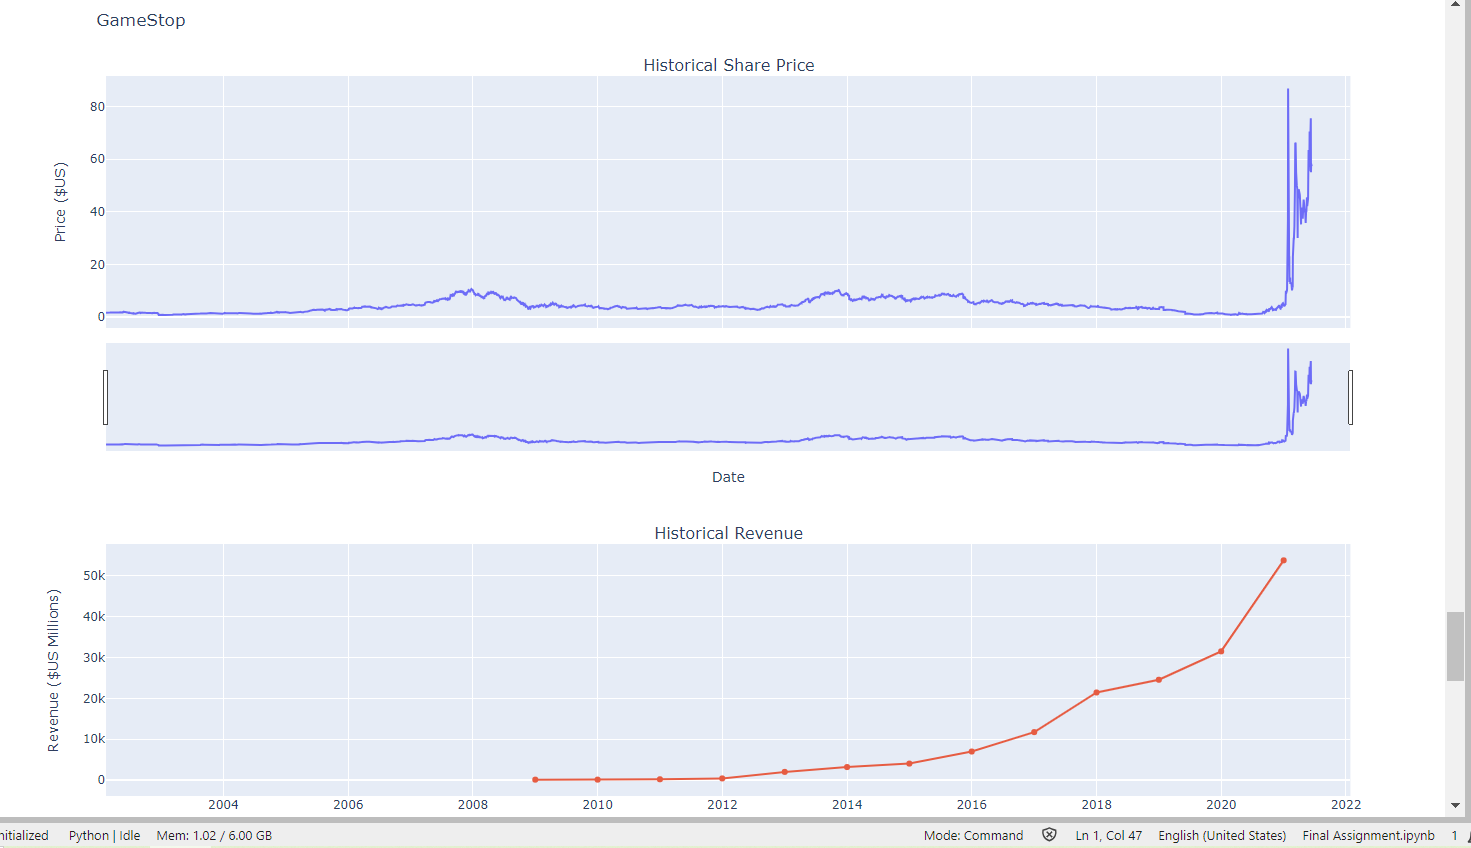 GameStop
Historical Share Price
80
60
40
20
0
Price ($US)
Date
Historical Revenue
50k
40k
30k
20k
10k
0
Revenue ($US Millions)
2004 2006 2008 2010 2012 2014 2016 2018 2020 2022
nitialized Python | Idle Mem: 1.02 / 6.00 GB Mode: Command Ln 1, Col 47 English (United States) Final Assignment.ipynb 1